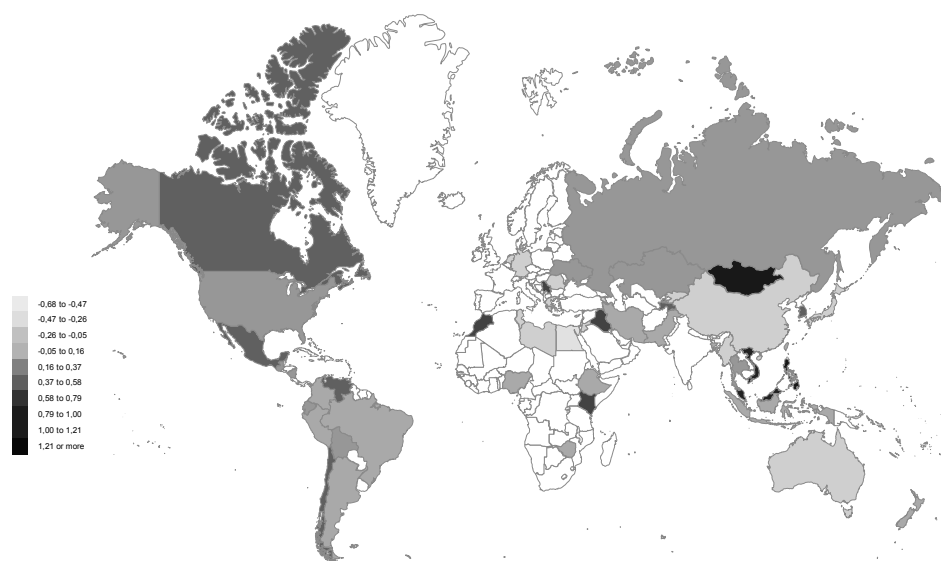 -0,68 to -0,47
-0,47 to -0,26
-0,26 to -0,05
-0,05 to 0,16
0,16 to 0,37
0,37 to 0,58
0,58 to 0,79
0,79 to 1,00
1,00 to 1,21
1,21 or more